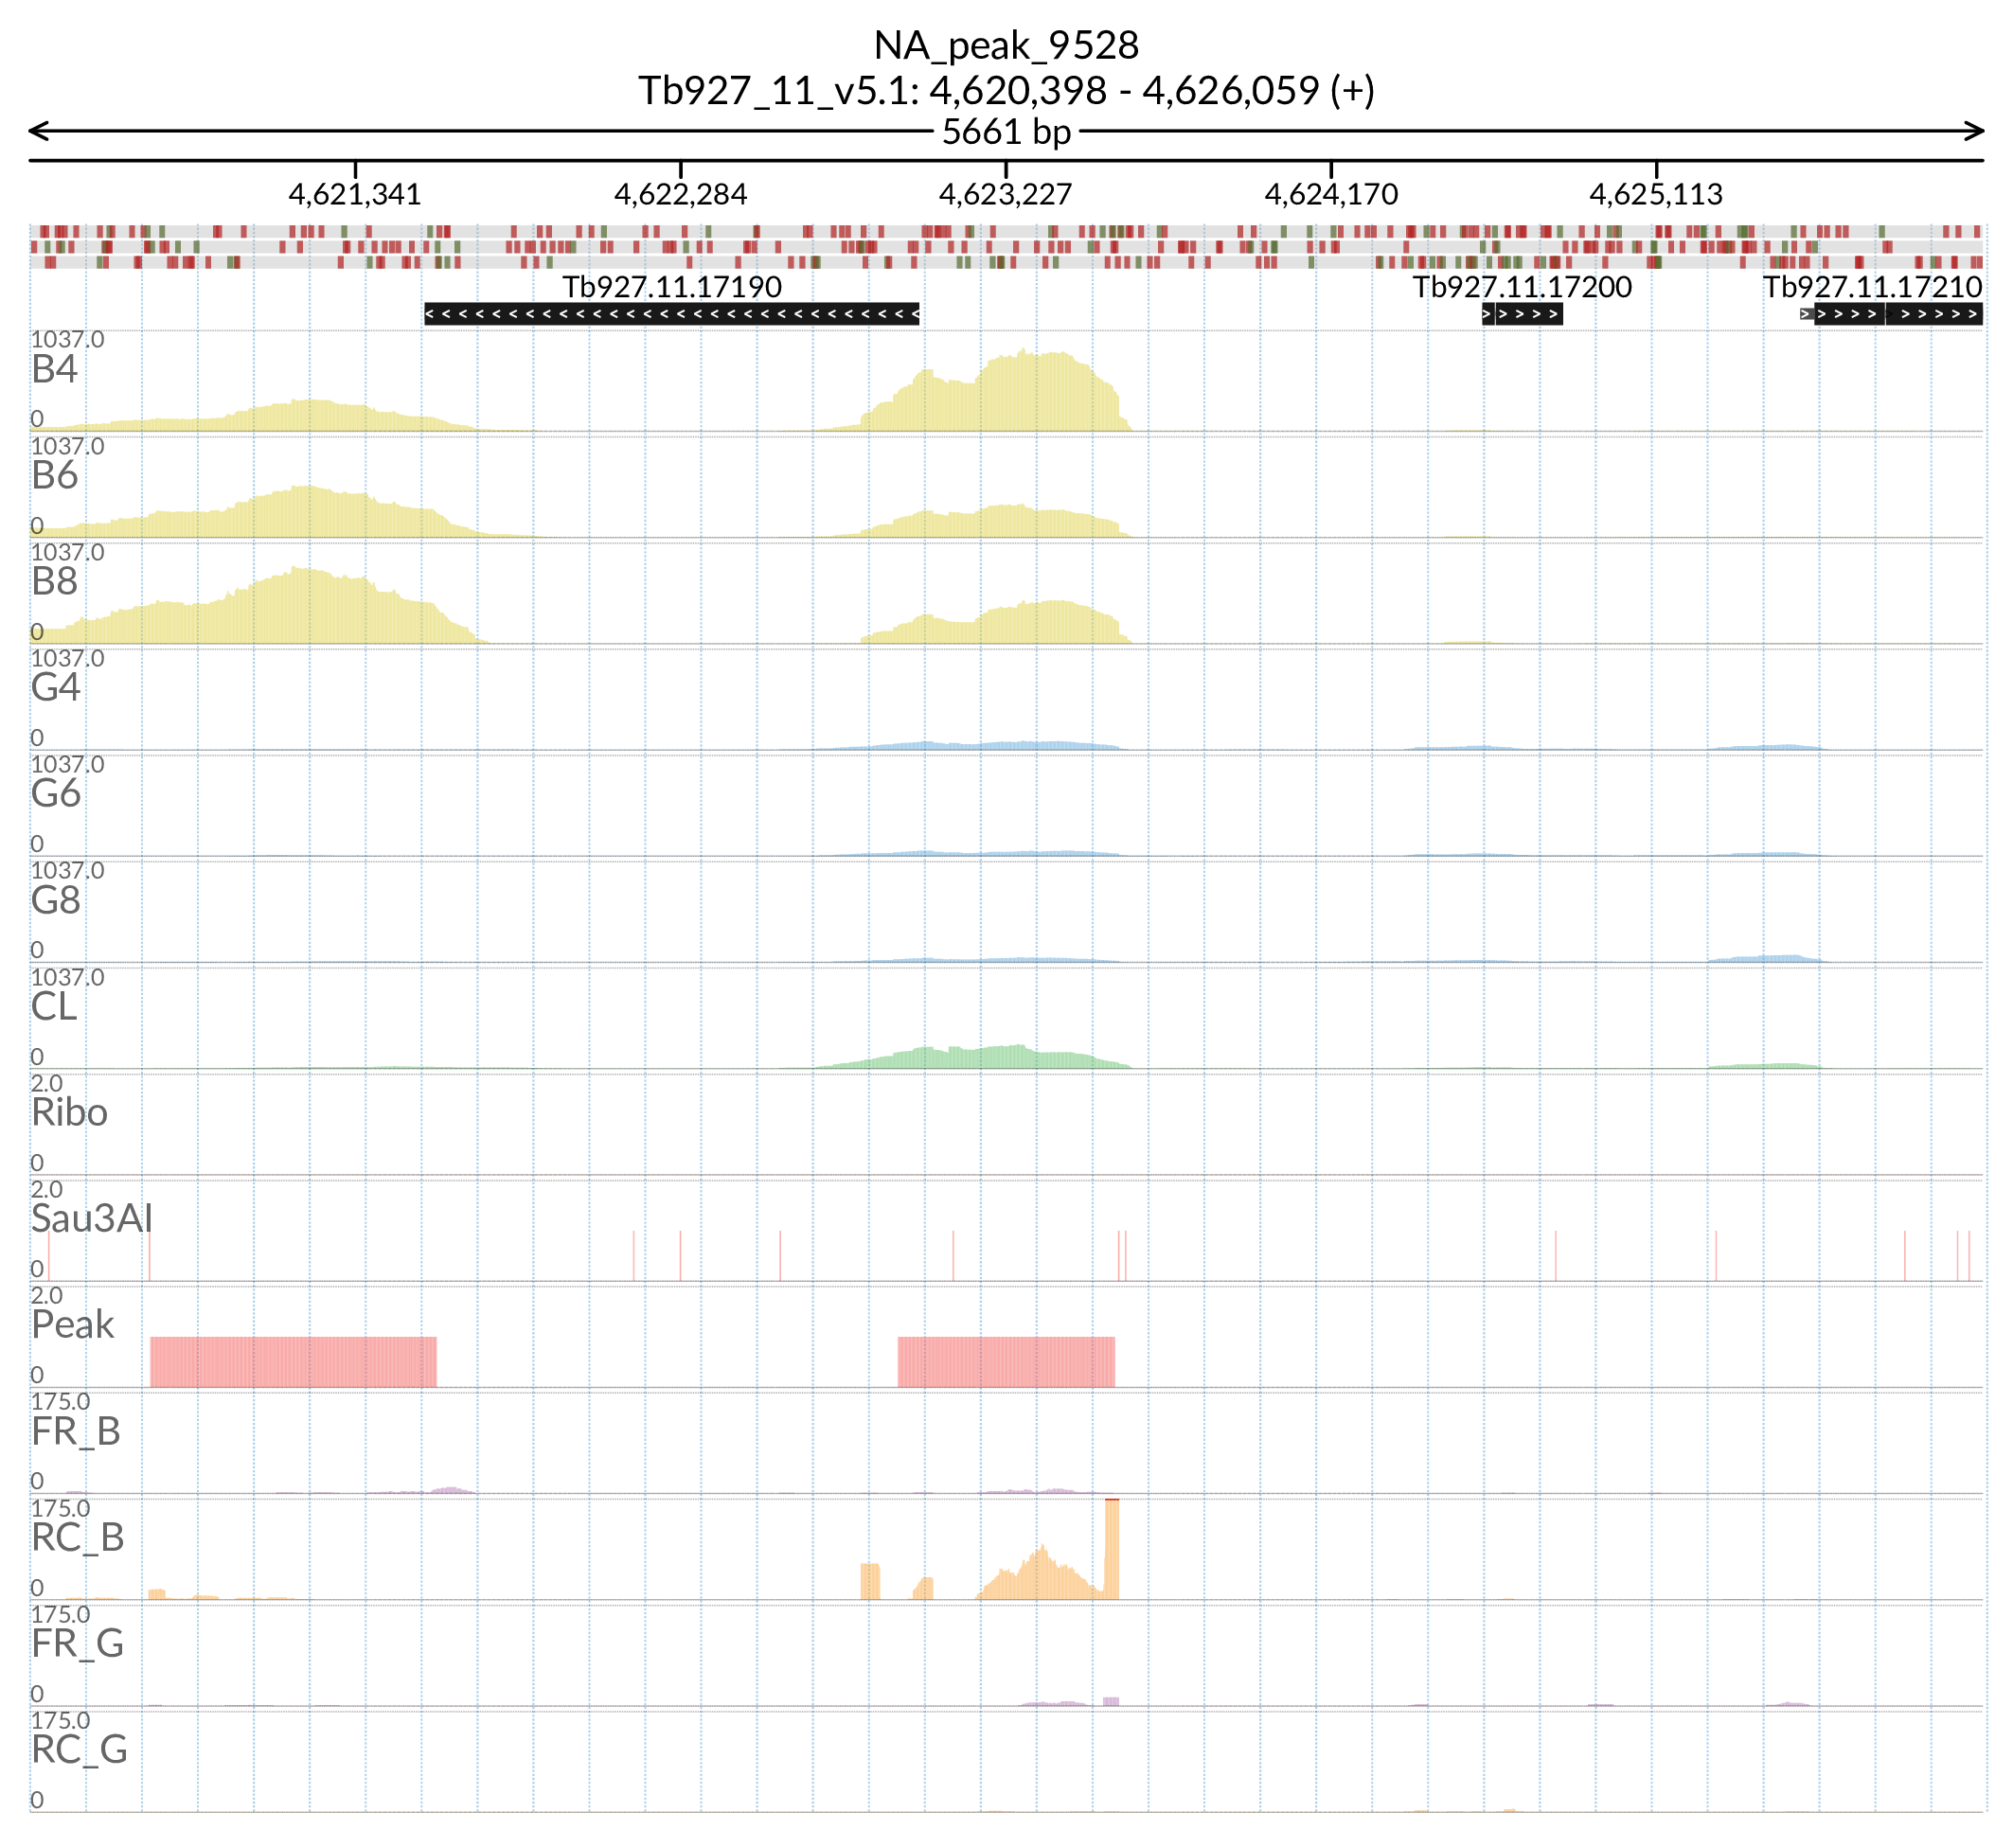 NA_peak_9528
Tb927_11_v5.1: 4,620,398 - 4,626,059 (+)
5661 bp
4,621,341 4,622,284 4,623,227 4,624,170 4,625,113
Tb927.11.17190 Tb927.11.17200 Tb927.11.17210
1037.0
B4
0
1037.0
B6
0
1037.0
B8
0
1037.0
G4
0
1037.0
G6
0
1037.0
G8
0
1037.0
CL
0
2.0
Ribo
0
2.0
Sau3AI
0
2.0
Peak
0
175.0
FR_B
0
175.0
RC_B
0
175.0
FR_G
0
175.0
RC_G
0